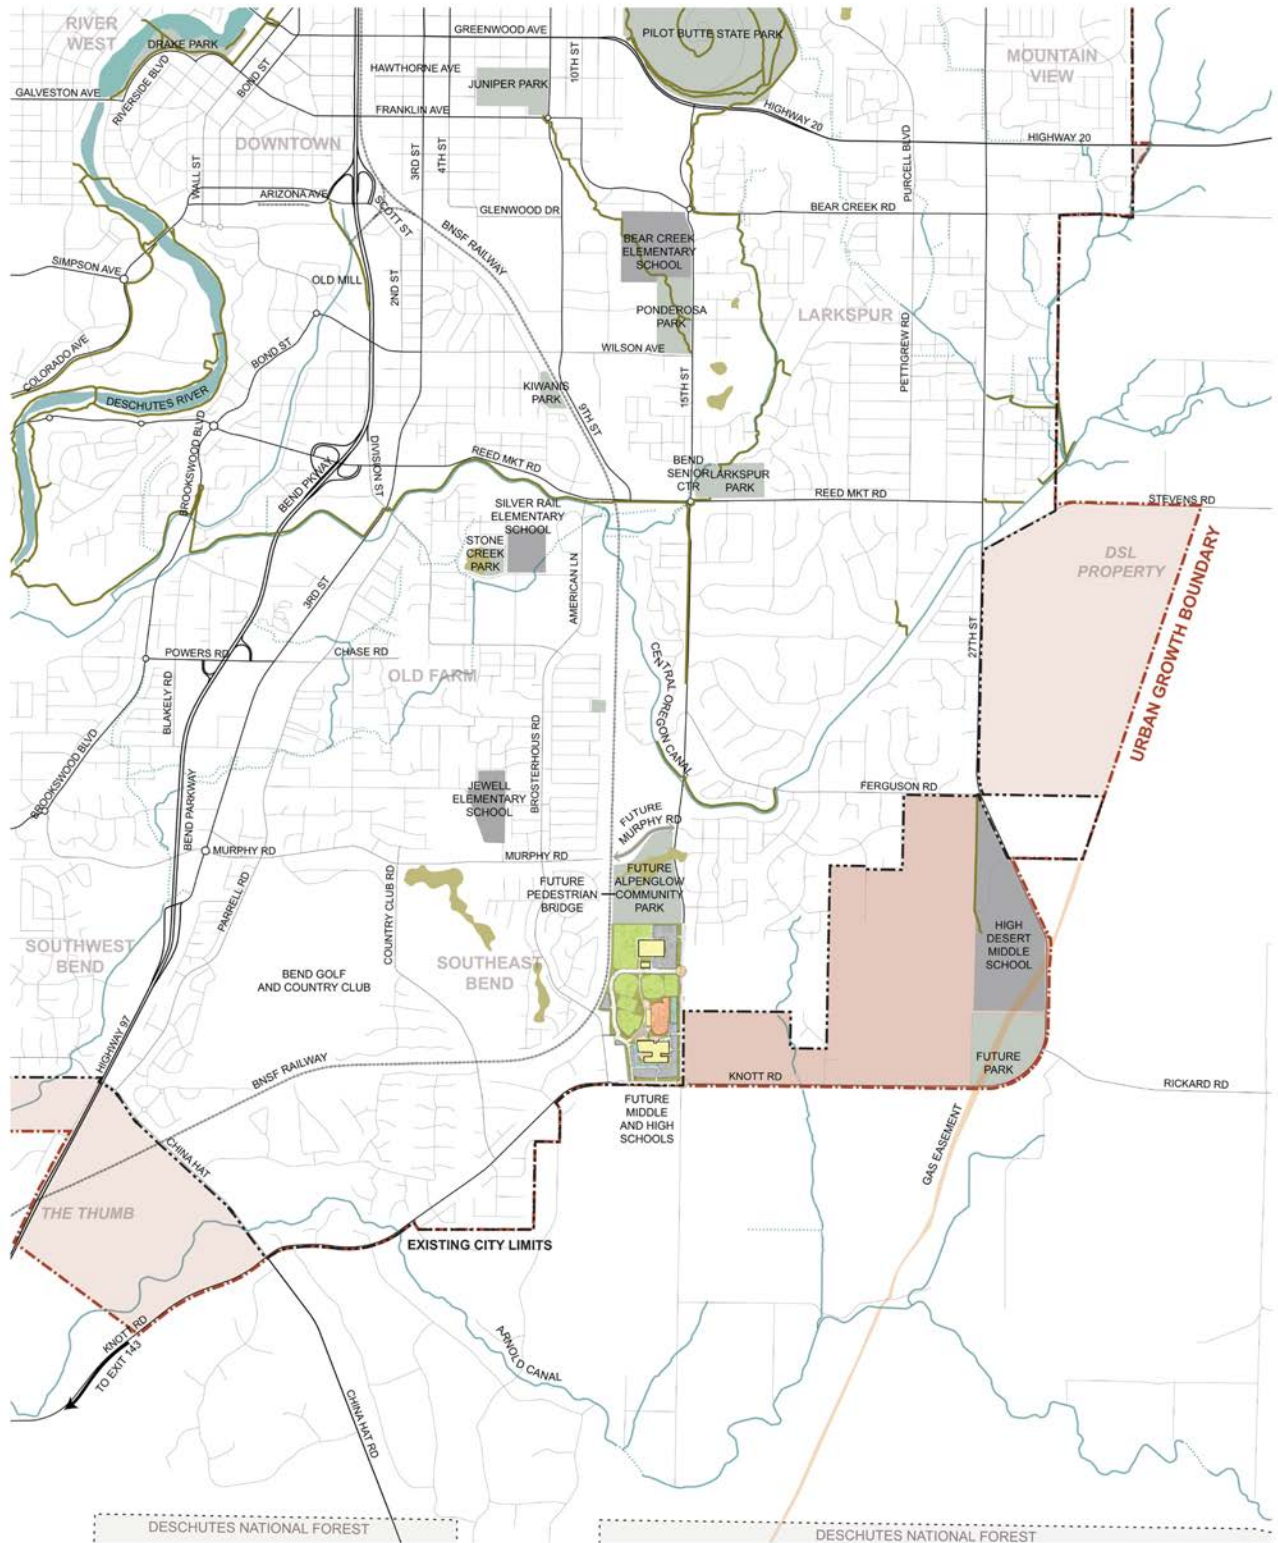 RIVER
WEST
DRAKE PARK
GREENWOOD AVE
10TH ST
PILOT BUTTE STATE PARK
MOUNTAIN
VIEW
HAWTHORNE AVE
JUNIPER PARK
GALVESTON AVE
RIVERSIDE BLVD
BOND ST
FRANKLIN AVE
HIGHWAY 20
HIGHWAY 20
DOWNTOWN
3RD ST
4TH ST
PURCELL BLVD
WALL ST
ARIZONA AVE
SCOTT ST
GLENWOOD DR
BEAR CREEK RD
BNSF RAILWAY
BEAR CREEK
ELEMENTARY
SCHOOL
SIMPSON AVE
OLD MILL
2ND ST
PONDEROSA
PARK
LARKSPUR
COLORADO AVE
BOND ST
WILSON AVE
PETTIGREW RD
15TH ST
DESCHUTES RIVER
KIWANIS
PARK
9TH ST
BROOKSWOOD BLVD
BEND PKWAY
DIVISION ST
REED MKT RD
BEND
SENIOR
CTR
LARKSPUR
PARK
REED MKT RD
STEVENS RD
SILVER RAIL
ELEMENTARY
SCHOOL
STONE
CREEK
PARK
AMERICAN LN
DSL
PROPERTY
URBAN GROWTH BOUNDARY
3RD ST
27TH ST
POWERS RD
CHASE RD
OLD FARM
CENTRAL OREGON CANAL
BLAKELY RD
BROOKSWOOD BLVD
BEND PARKWAY
BROSTERHOUS RD
JEWELL
ELEMENTARY
SCHOOL
FERGUSON RD
FUTURE
MURPHY RD
MURPHY RD
MURPHY RD
PARRELL RD
COUNTRY CLUB RD
FUTURE
PEDESTRIAN
BRIDGE
FUTURE
ALPENGLOW
COMMUNITY
PARK
HIGH
DESERT
MIDDLE
SCHOOL
SOUTHWEST
BEND
BEND GOLF
AND COUNTRY CLUB
SOUTHEAST
BEND
HIGHWAY 97
BNSF RAILWAY
KNOTT RD
FUTURE
PARK
RICKARD RD
FUTURE
MIDDLE
AND HIGH
SCHOOLS
GAS EASEMENT
CHINA HAT
THE THUMB
EXISTING CITY LIMITS
KNOTT RD
TO EXIT 143
ARNOLD CANAL
CHINA HAT RD
DESCHUTES NATIONAL FOREST
DESCHUTES NATIONAL FOREST